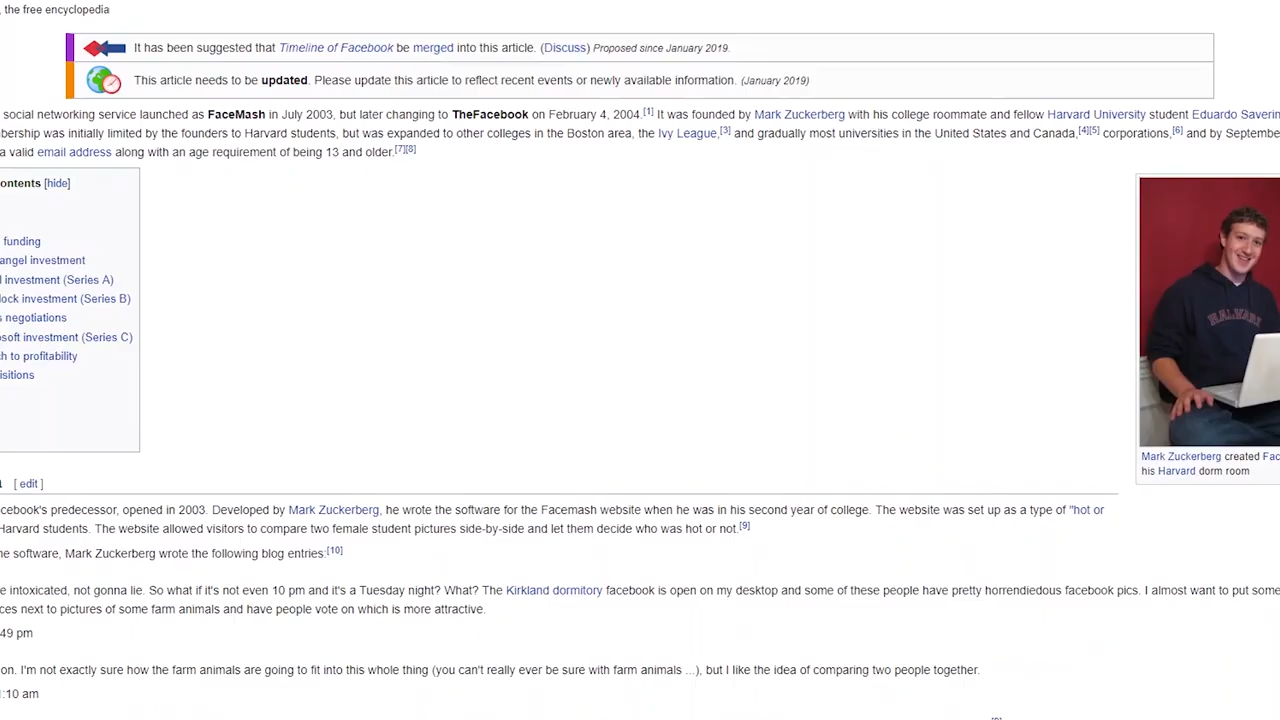 , the free encyclopedia
It has been suggested that Timeline of Facebook be merged into this article. (Discuss) Proposed since January 2019.
This article needs to be updated. Please update this article to reflect recent events or newly available information. (January 2019)
social networking service launched as FaceMash in July 2003, but later changing to TheFacebook on February 4, 2004.[1] It was founded by Mark Zuckerberg with his college roommate and fellow Harvard University student Eduardo Saverin
bership was initially limited by the founders to Harvard students, but was expanded to other colleges in the Boston area, the Ivy League,[3] and gradually most universities in the United States and Canada,[4][5] corporations,[6] and by Septembe
a valid email address along with an age requirement of being 13 and older.[7][8]
ontents [hide]
funding
angel investment
l investment (Series A)
lock investment (Series B)
s negotiations
osoft investment (Series C)
ch to profitability
isitions
HARVARD
Mark Zuckerberg created Fac
his Harvard dorm room
[ edit ]
cebook's predecessor, opened in 2003. Developed by Mark Zuckerberg, he wrote the software for the Facemash website when he was in his second year of college. The website was set up as a type of "hot or
Harvard students. The website allowed visitors to compare two female student pictures side-by-side and let them decide who was hot or not.[9]
he software, Mark Zuckerberg wrote the following blog entries:[10]
e intoxicated, not gonna lie. So what if it's not even 10 pm and it's a Tuesday night? What? The Kirkland dormitory facebook is open on my desktop and some of these people have pretty horrendiedous facebook pics. I almost want to put some
ces next to pictures of some farm animals and have people vote on which is more attractive.
49 pm
on. I'm not exactly sure how the farm animals are going to fit into this whole thing (you can't really ever be sure with farm animals ...), but I like the idea of comparing two people together.
:10 am